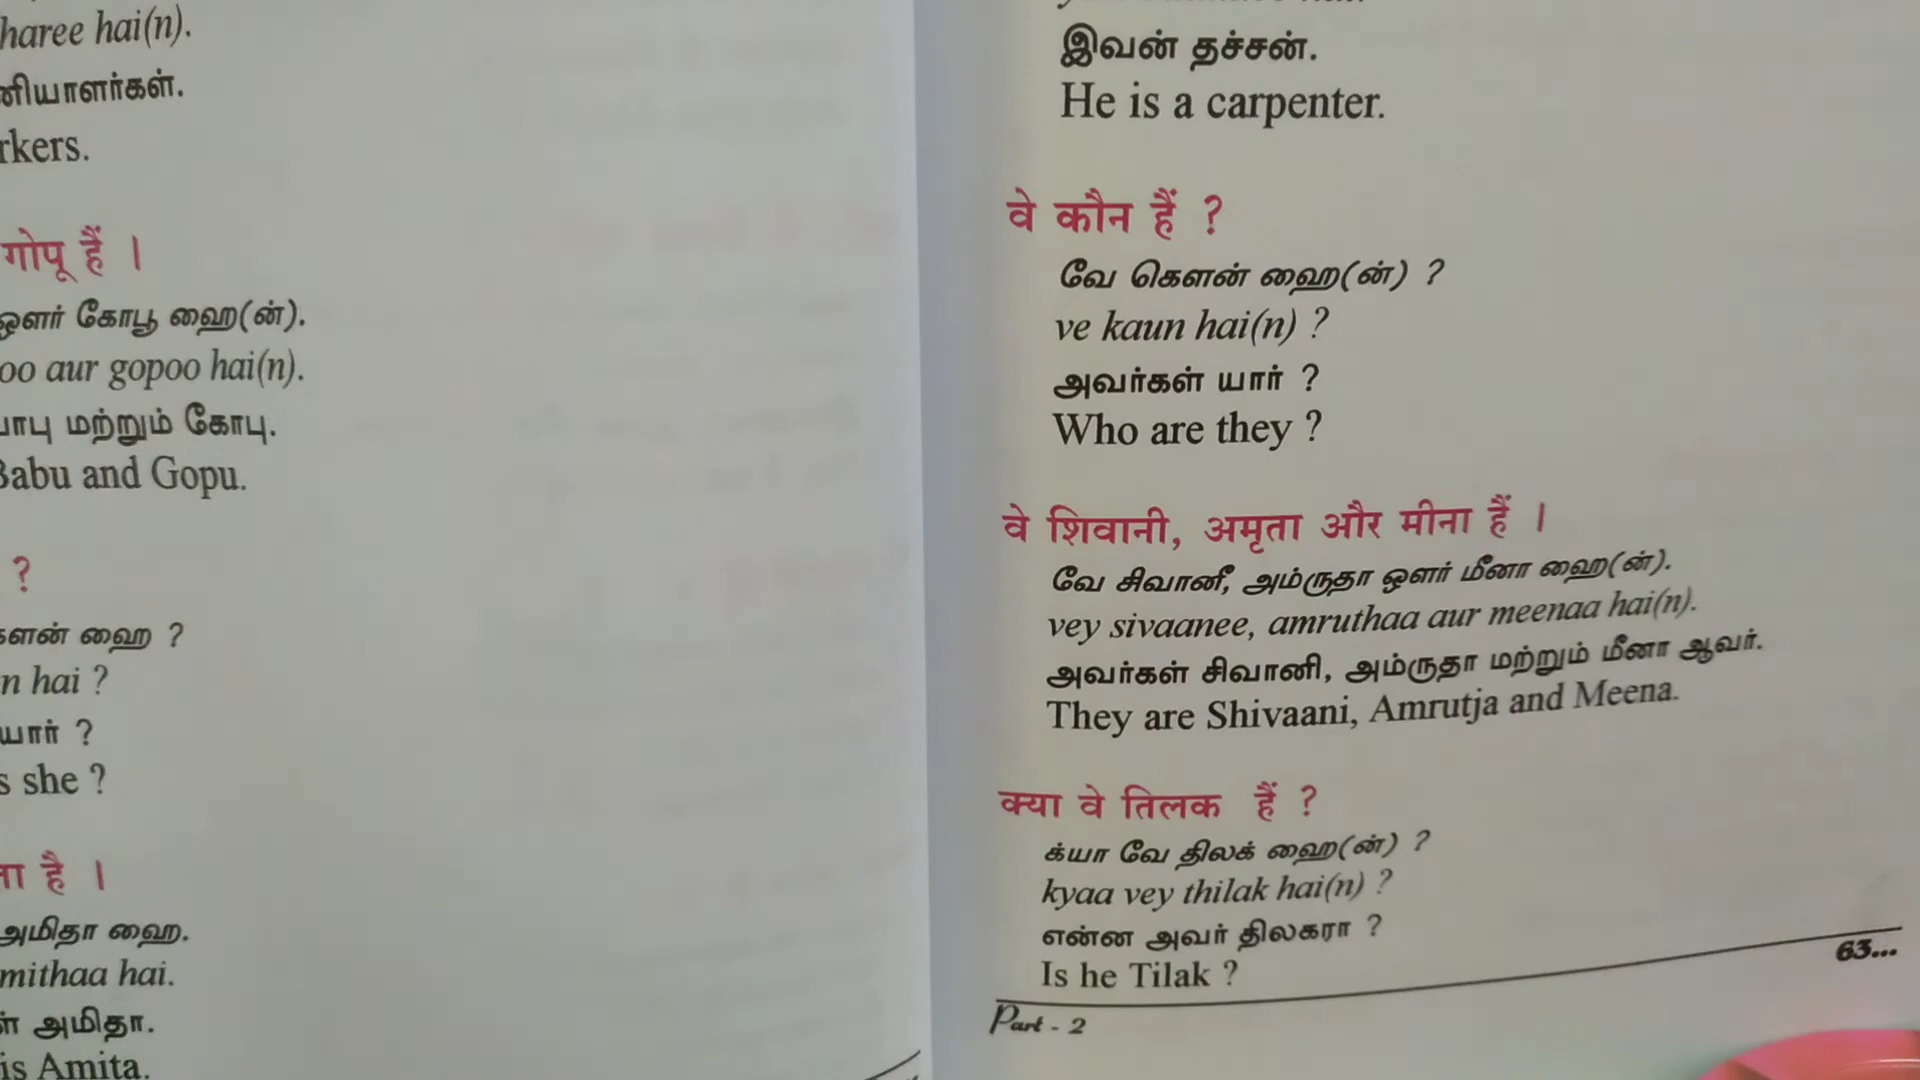 haree hai(n).
rkers.
गोपू हैं ।
ஔர் கோபூ ஹை(ன்).
oo aur gopoo hai(n).
மற்றும் கோபு.
Babu and Gopu.
?
ஹை ?
n hai ?
யார் ?
s she ?
है ।
அமிதா ஹை.
mithaa hai.
அமிதா.
is Amita.
இவன் தச்சன்.
He is a carpenter.
वे कौन हैं ?
வே கௌன் ஹை(ன்) ?
ve kaun hai(n) ?
அவர்கள் யார் ?
Who are they ?
वे शिवानी, अमृता और मीना हैं ।
வே சிவானீ, அம்ருதா ஔர் மீனா ஹை(ன்).
vey sivaanee, amruthaa aur meenaa hai(n).
அவர்கள் சிவானி, அம்ருதா மற்றும் மீனா ஆவர்.
They are Shivaani, Amrutja and Meena.
क्या वे तिलक हैं ?
க்யா வே திலக் ஹை(ன்) ?
kyaa vey thilak hai(n) ?
என்ன அவர் திலகரா ?
Is he Tilak ?
63...
Part - 2